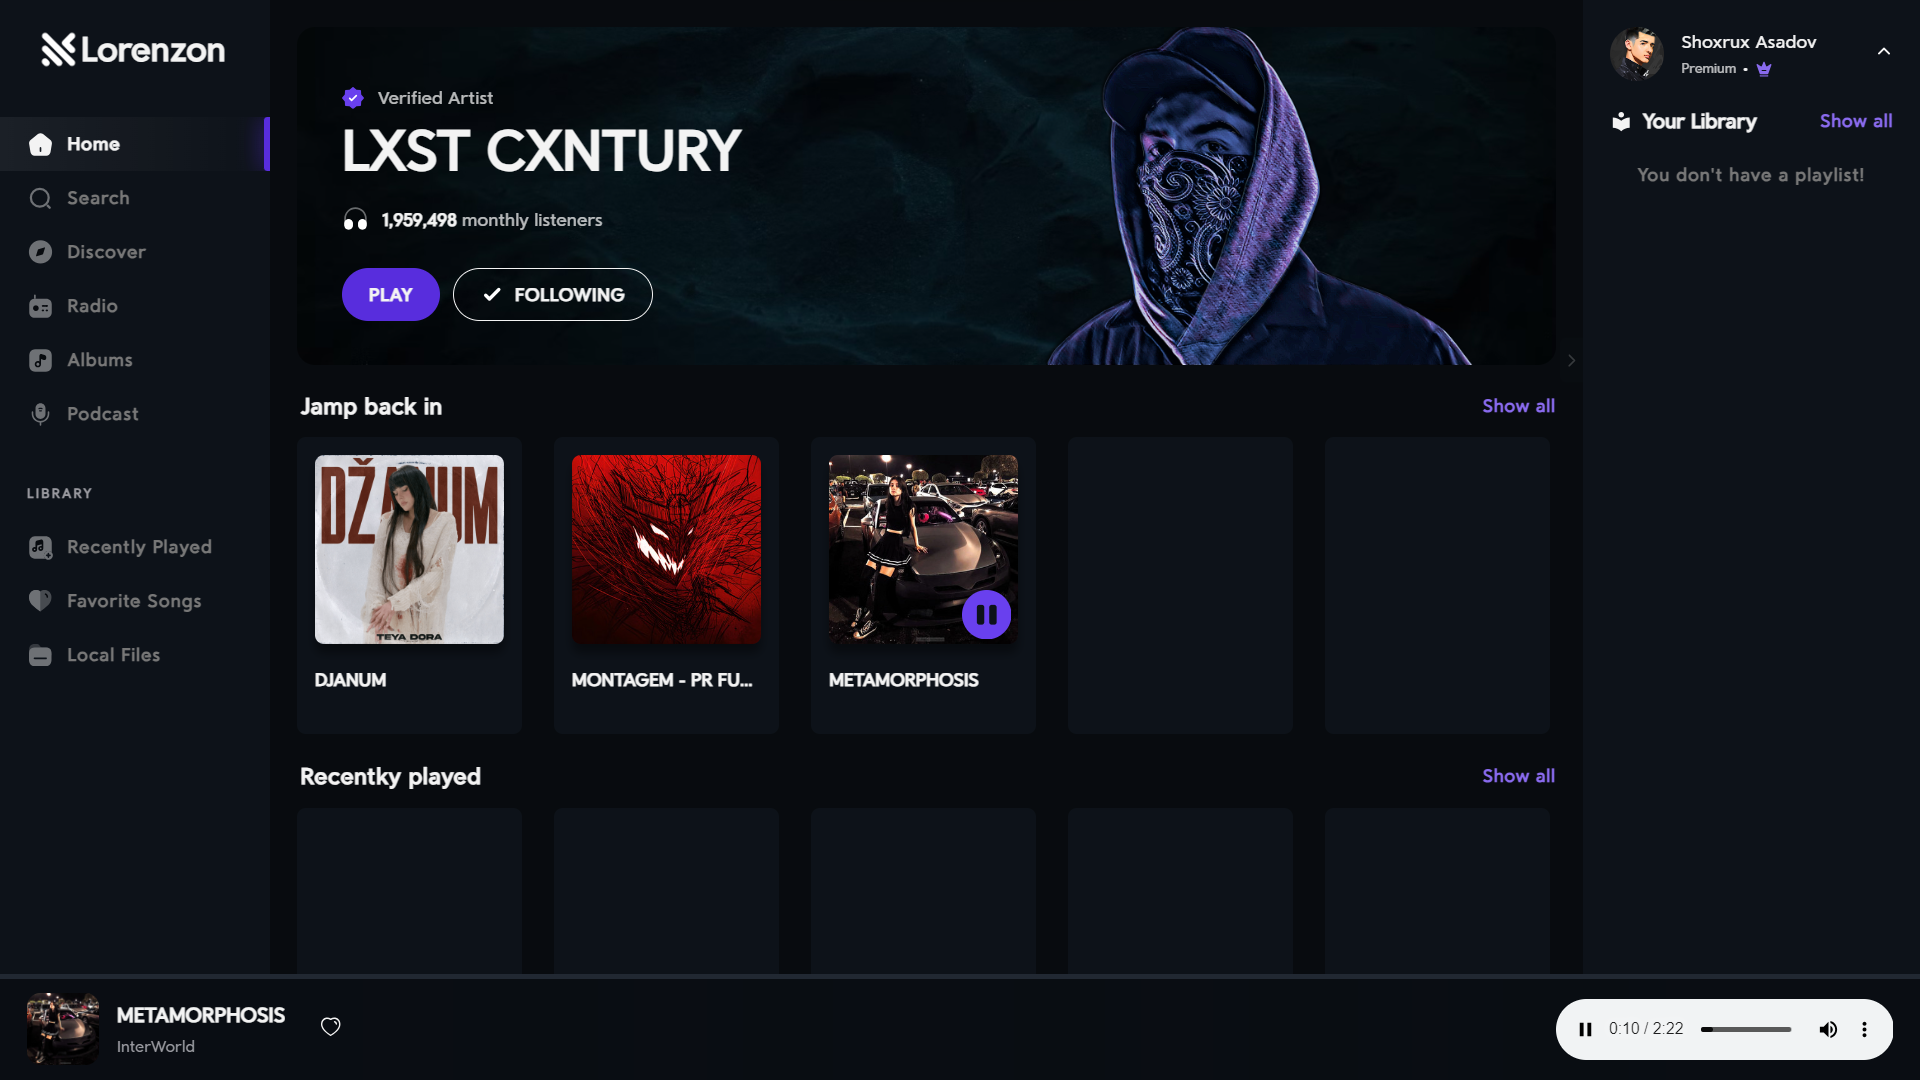 Lorenzon
Home
Search
Discover
Radio
Albums
Podcast
LIBRARY
Recently Played
Favorite Songs
Local Files
Verified Artist
LXST CXNTURY
1,959,498 monthly listeners
PLAY
FOLLOWING
Jamp back in
Show all
DŽANUM
TEYA DORA
DJANUM
MONTAGEM - PR FU...
METAMORPHOSIS
Recentky played
Show all
Shoxrux Asadov
Premium •
Your Library
Show all
You don't have a playlist!
METAMORPHOSIS
InterWorld
0:10 / 2:22